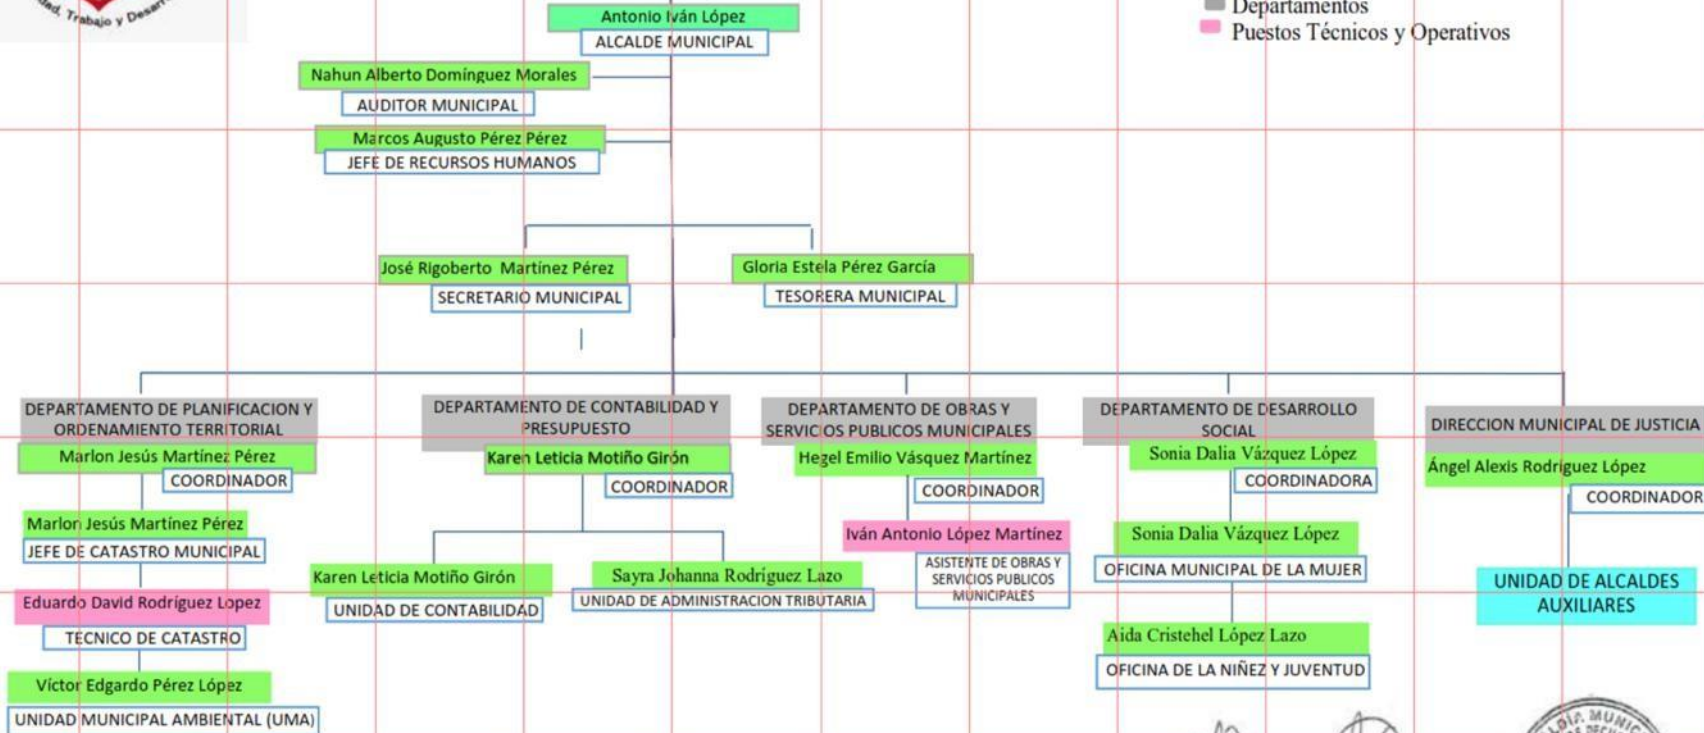 dad, Trabajo y Desarr
Departamentos
Puestos Técnicos y Operativos
Antonio Iván López
ALCALDE MUNICIPAL
Nahun Alberto Domínguez Morales
AUDITOR MUNICIPAL
Marcos Augusto Pérez Pérez
JEFE DE RECURSOS HUMANOS
José Rigoberto Martínez Pérez
SECRETARIO MUNICIPAL
Gloria Estela Pérez García
TESORERA MUNICIPAL
DEPARTAMENTO DE PLANIFICACION Y
ORDENAMIENTO TERRITORIAL
Marlon Jesús Martínez Pérez
COORDINADOR
Marlon Jesús Martínez Pérez
JEFE DE CATASTRO MUNICIPAL
Eduardo David Rodríguez Lopez
TECNICO DE CATASTRO
Víctor Edgardo Pérez López
UNIDAD MUNICIPAL AMBIENTAL (UMA)
DEPARTAMENTO DE CONTABILIDAD Y
PRESUPUESTO
Karen Leticia Motiño Girón
COORDINADOR
Karen Leticia Motiño Girón
UNIDAD DE CONTABILIDAD
Sayra Johanna Rodríguez Lazo
UNIDAD DE ADMINISTRACION TRIBUTARIA
DEPARTAMENTO DE OBRAS Y
SERVICIOS PUBLICOS MUNICIPALES
Hegel Emilio Vásquez Martínez
COORDINADOR
Iván Antonio López Martínez
ASISTENTE DE OBRAS Y
SERVICIOS PUBLICOS
MUNICIPALES
DEPARTAMENTO DE DESARROLLO
SOCIAL
Sonia Dalia Vázquez López
COORDINADORA
Sonia Dalia Vázquez López
OFICINA MUNICIPAL DE LA MUJER
Aida Cristehel López Lazo
OFICINA DE LA NIÑEZ Y JUVENTUD
DIRECCION MUNICIPAL DE JUSTICIA
Ángel Alexis Rodríguez López
COORDINADOR
UNIDAD DE ALCALDES
AUXILIARES